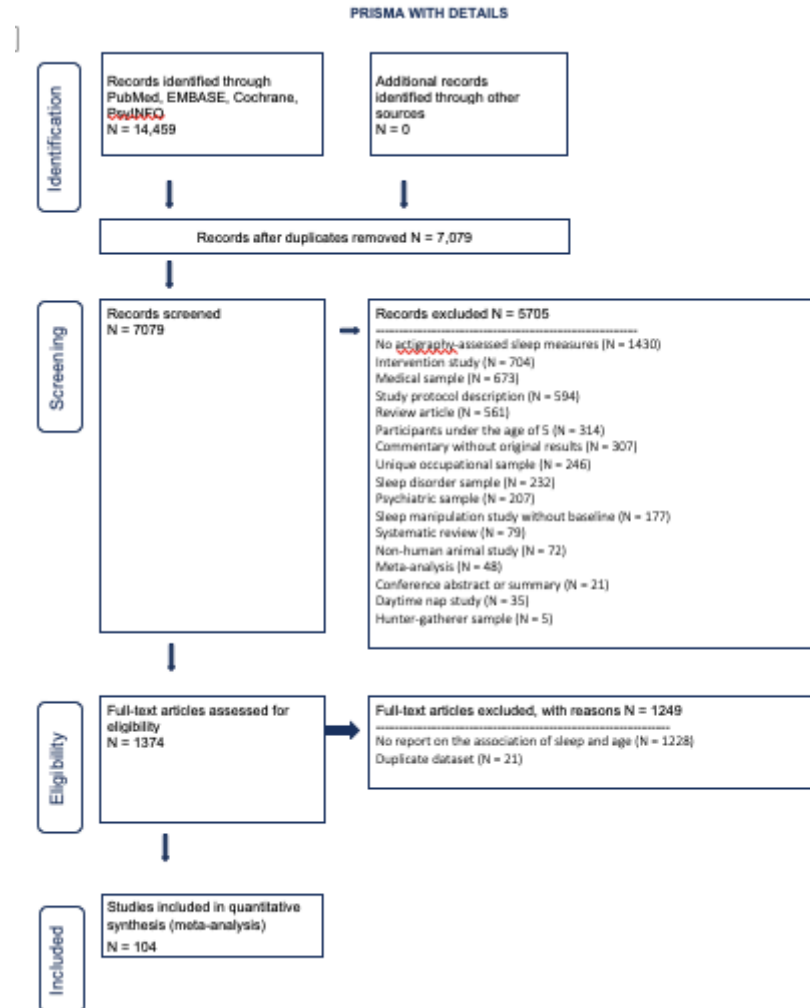 PRISMA WITH DETAILS
Identification
Records identified through
PubMed, EMBASE, Cochrane,
PsyINFO
N = 14,459
Additional records
identified through other
sources
N = 0
Records after duplicates removed N = 7,079
Screening
Records screened
N = 7079
Records excluded N = 5705
No actigraphy-assessed sleep measures (N = 1430)
Intervention study (N = 704)
Medical sample (N = 673)
Study protocol description (N = 594)
Review article (N = 561)
Participants under the age of 5 (N = 314)
Commentary without original results (N = 307)
Unique occupational sample (N = 246)
Sleep disorder sample (N = 232)
Psychiatric sample (N = 207)
Sleep manipulation study without baseline (N = 177)
Systematic review (N = 79)
Non-human animal study (N = 72)
Meta-analysis (N = 48)
Conference abstract or summary (N = 21)
Daytime nap study (N = 35)
Hunter-gatherer sample (N = 5)
Eligibility
Full-text articles assessed for
eligibility
N = 1374
Full-text articles excluded, with reasons N = 1249
No report on the association of sleep and age (N = 1228)
Duplicate dataset (N = 21)
Included
Studies included in quantitative
synthesis (meta-analysis)
N = 104